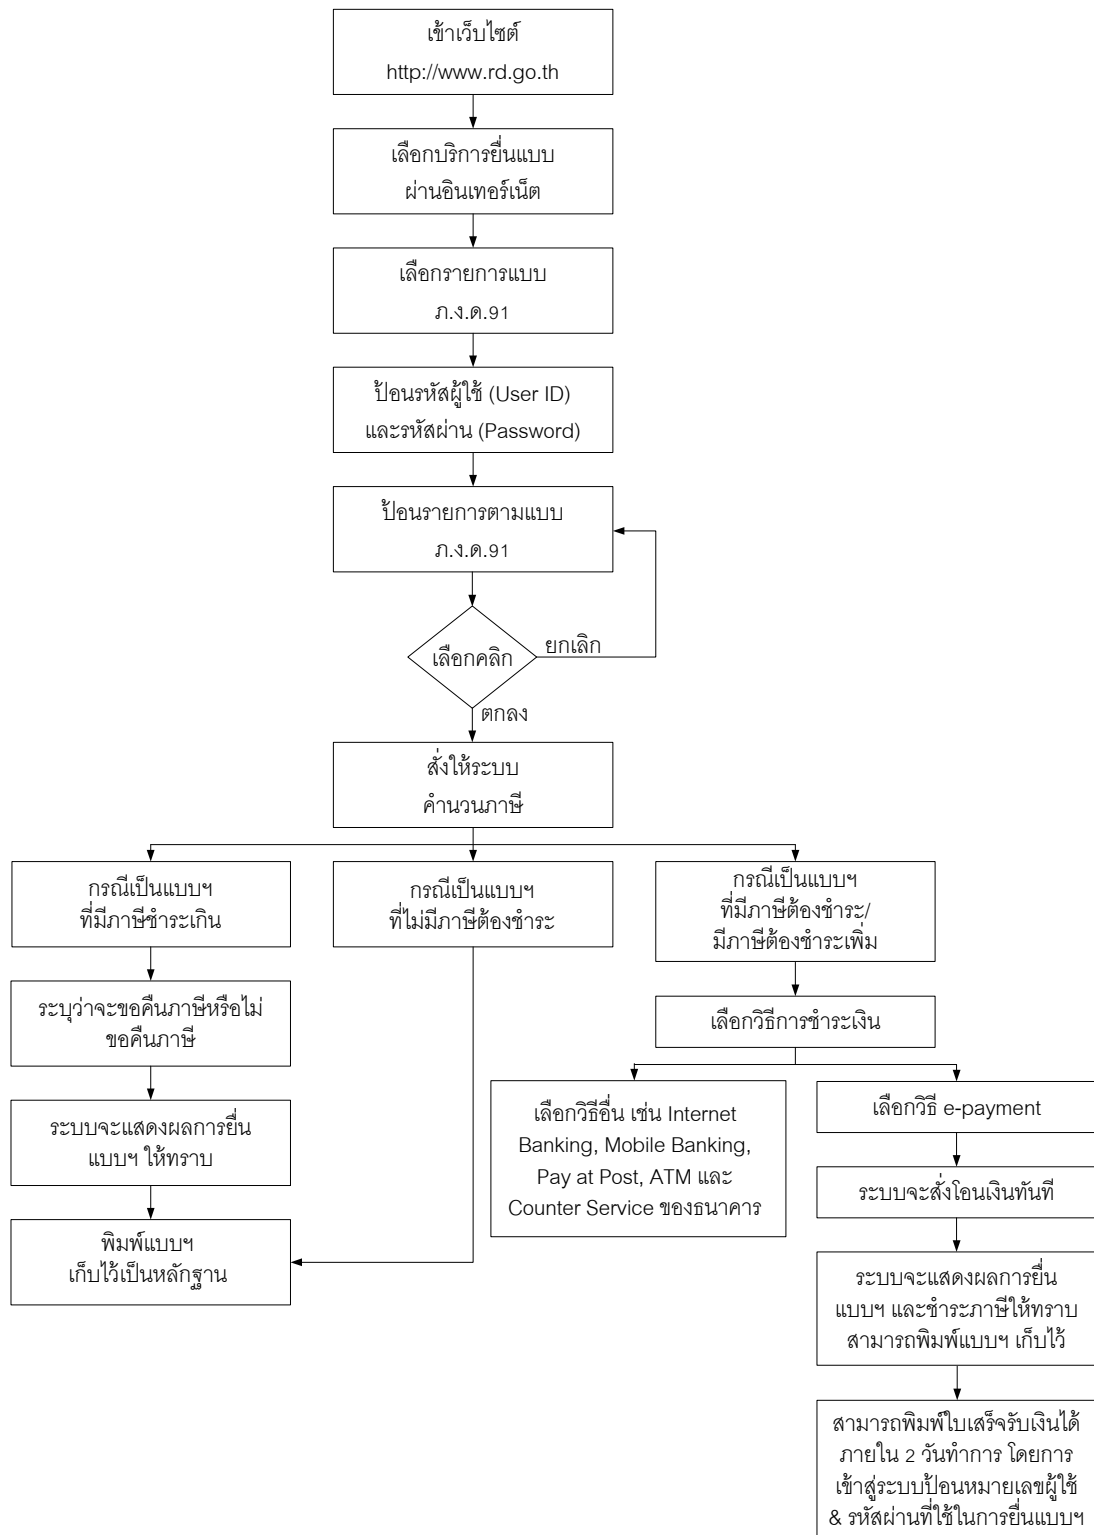 เข้าเว็บไซต์
http://www.rd.go.th
เลือกบริการยื่นแบบ
ผ่านอินเทอร์เน็ต
เลือกรายการแบบ
ภ.ง.ด.91
ป้อนรหัสผู้ใช้ (User ID)
และรหัสผ่าน (Password)
ป้อนรายการตามแบบ
ภ.ง.ด.91
เลือกคลิก
ยกเลิก
ตกลง
สั่งให้ระบบ
คำนวนภาษี
กรณีเป็นแบบฯ
ที่มีภาษีชำระเกิน
ระบุว่าจะขอคืนภาษีหรือไม่
ขอคืนภาษี
ระบบจะแสดงผลการยื่น
แบบฯ ให้ทราบ
พิมพ์แบบฯ
เก็บไว้เป็นหลักฐาน
กรณีเป็นแบบฯ
ที่ไม่มีภาษีต้องชำระ
กรณีเป็นแบบฯ
ที่มีภาษีต้องชำระ/
มีภาษีต้องชำระเพิ่ม
เลือกวิธีการชำระเงิน
เลือกวิธีอื่น เช่น Internet
Banking, Mobile Banking,
Pay at Post, ATM และ
Counter Service ของธนาคาร
เลือกวิธี e-payment
ระบบจะสั่งโอนเงินทันที
ระบบจะแสดงผลการยื่น
แบบฯ และชำระภาษีให้ทราบ
สามารถพิมพ์แบบฯ เก็บไว้
สามารถพิมพ์ใบเสร็จรับเงินได้
ภายใน 2 วันทำการ โดยการ
เข้าสู่ระบบป้อนหมายเลขผู้ใช้
& รหัสผ่านที่ใช้ในการยื่นแบบฯ